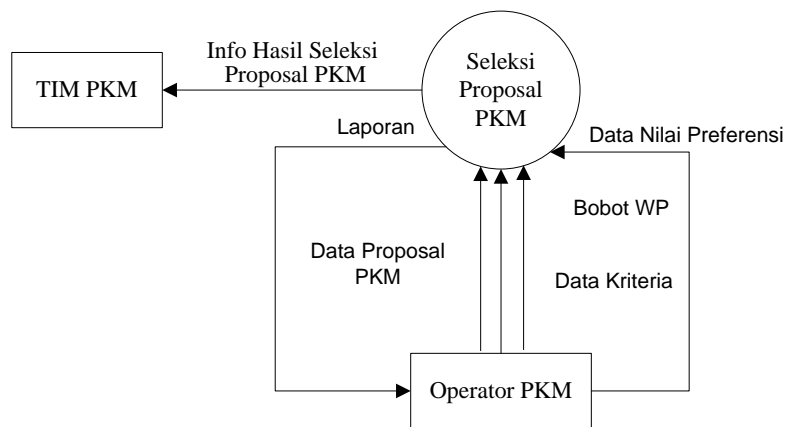 Info Hasil Seleksi
Proposal PKM
TIM PKM
Seleksi
Proposal
PKM
Laporan
Data Nilai Preferensi
Bobot WP
Data Proposal
PKM
Data Kriteria
Operator PKM